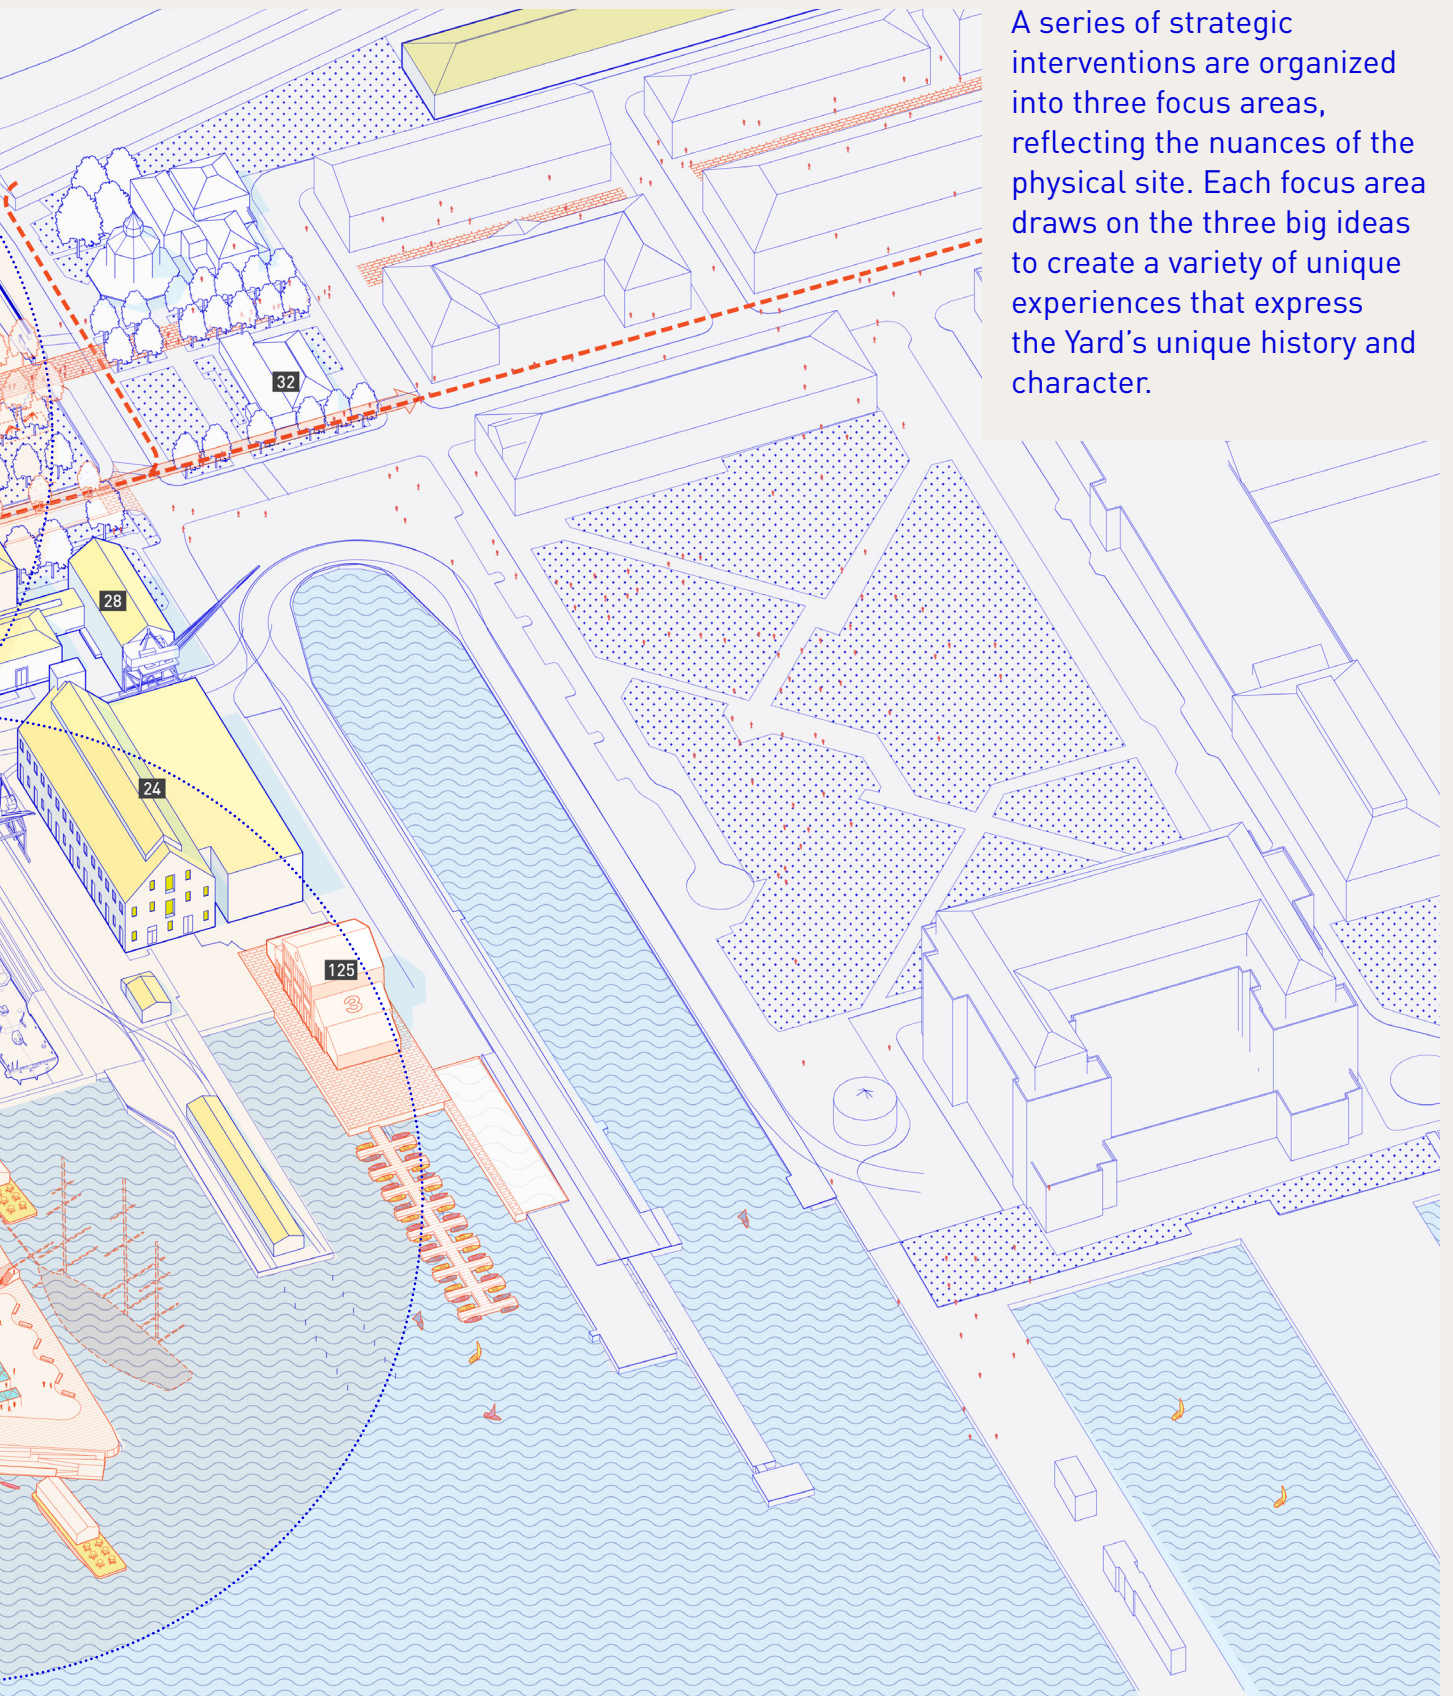 A series of strategic
interventions are organized
into three focus areas,
reflecting the nuances of the
physical site. Each focus area
draws on the three big ideas
to create a variety of unique
experiences that express
the Yard’s unique history and
character.
32
28
24
125
3